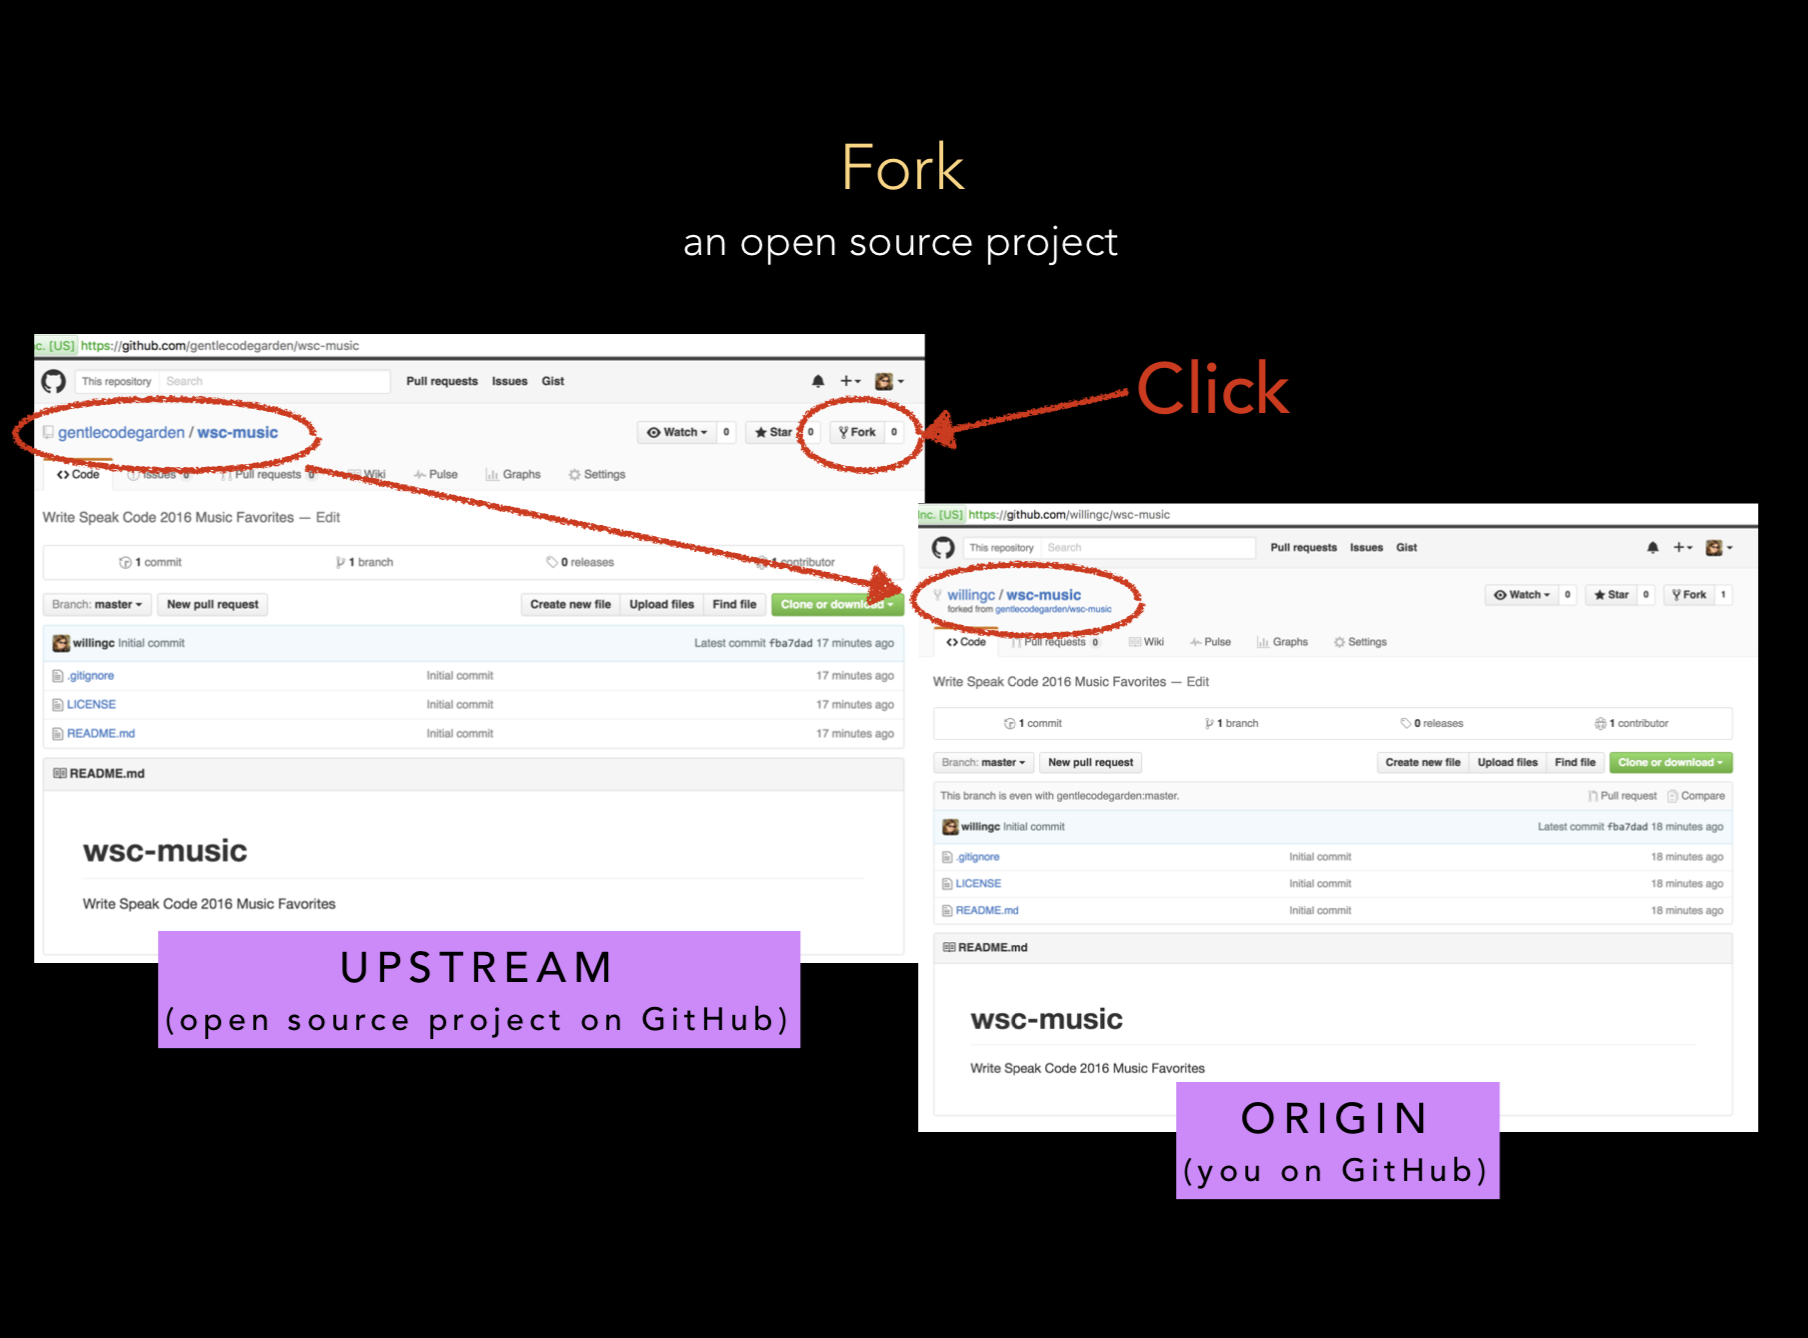 Fork
an open source project
Click
c. [US] https://github.com/gentlecodegarden/wsc-music
This repository Search Pull requests Issues Gist
gentlecodegarden / wsc-music Watch 0 Star 0 Fork 0
Code Issues 0 Pull requests 0 Wiki Pulse Graphs Settings
Write Speak Code 2016 Music Favorites — Edit
1 commit 1 branch 0 releases 1 contributor
Branch: master New pull request Create new file Upload files Find file Clone or download
willingc Initial commit Latest commit fba7dad 17 minutes ago
.gitignore Initial commit 17 minutes ago
LICENSE Initial commit 17 minutes ago
README.md Initial commit 17 minutes ago
README.md
wsc-music
Write Speak Code 2016 Music Favorites
UPSTREAM
(open source project on GitHub)
Inc. [US] https://github.com/willingc/wsc-music
This repository Search Pull requests Issues Gist
willingc / wsc-music Watch 0 Star 0 Fork 1
forked from gentlecodegarden/wsc-music
Code Pull requests 0 Wiki Pulse Graphs Settings
Write Speak Code 2016 Music Favorites — Edit
1 commit 1 branch 0 releases 1 contributor
Branch: master New pull request Create new file Upload files Find file Clone or download
This branch is even with gentlecodegarden:master. Pull request Compare
willingc Initial commit Latest commit fba7dad 18 minutes ago
.gitignore Initial commit 18 minutes ago
LICENSE Initial commit 18 minutes ago
README.md Initial commit 18 minutes ago
README.md
wsc-music
Write Speak Code 2016 Music Favorites
ORIGIN
(you on GitHub)